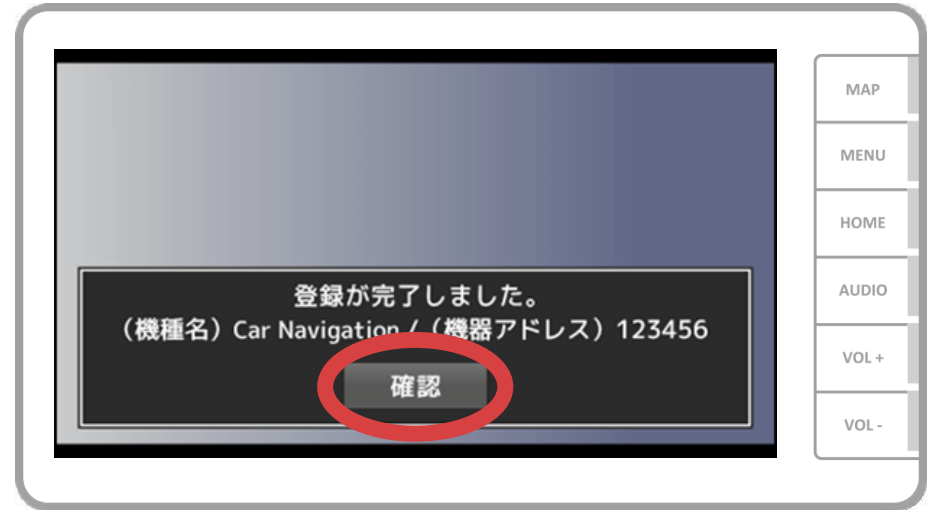 登録が完了しました。
（機種名）Car Navigation /（機器アドレス）123456
確認
MAP
MENU
HOME
AUDIO
VOL +
VOL -